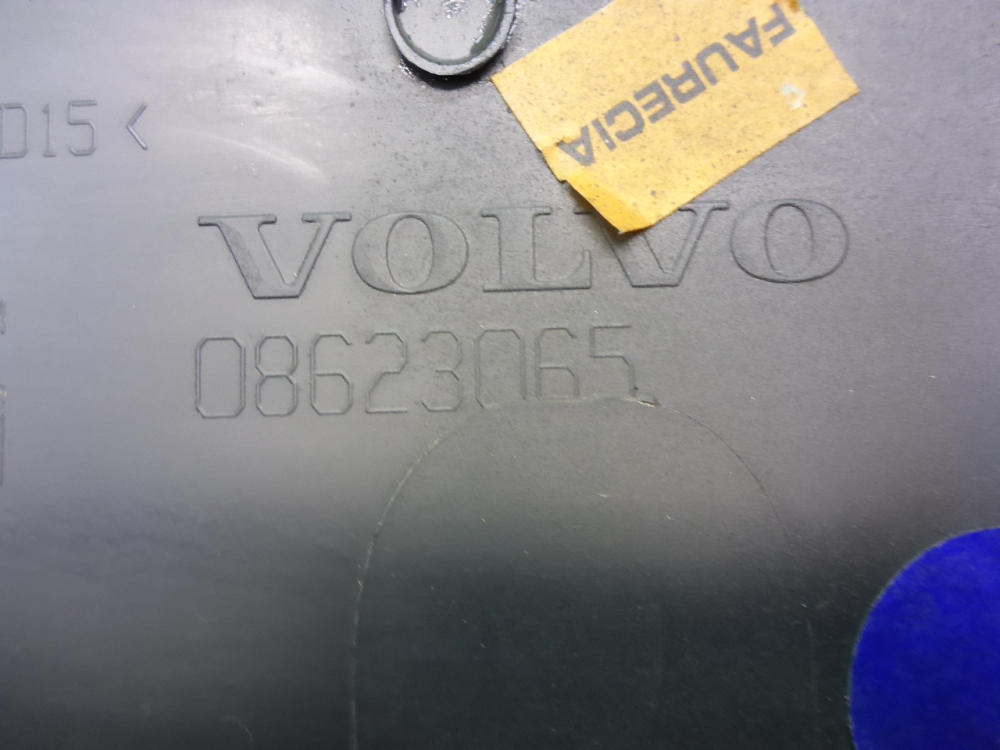 FAURECIA
D15<
VOLVO
08623065